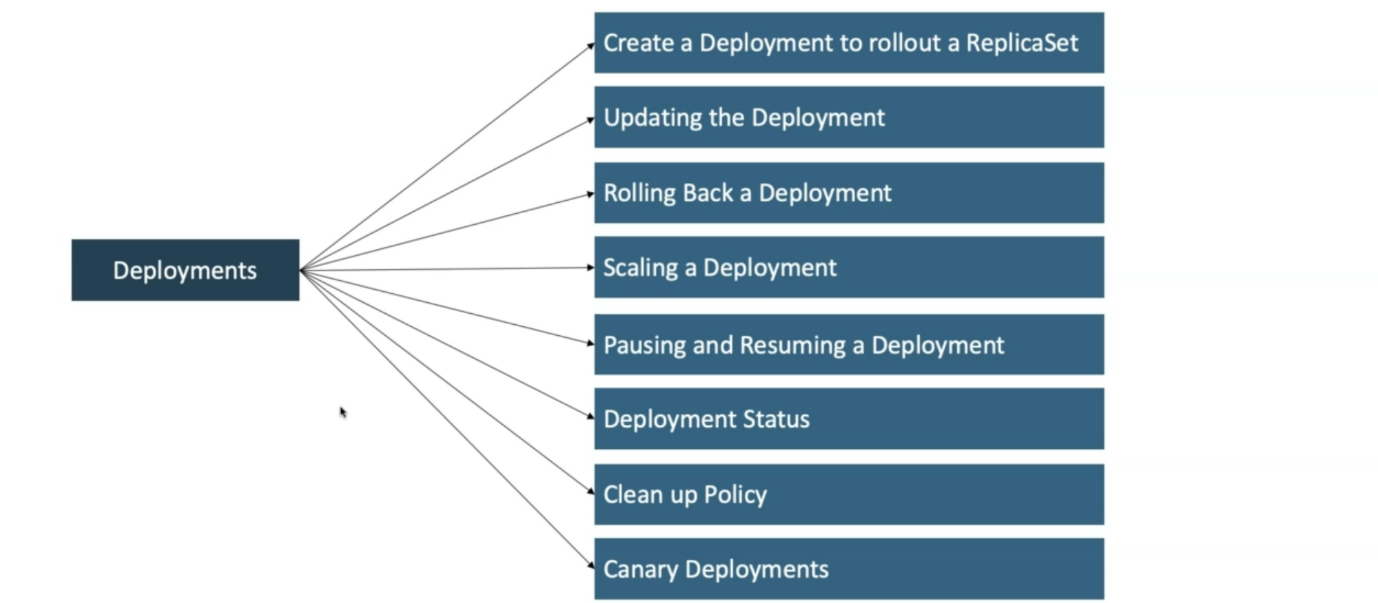 Create a Deployment to rollout a ReplicaSet
Updating the Deployment
Rolling Back a Deployment
Deployments
Scaling a Deployment
Pausing and Resuming a Deployment
Deployment Status
Clean up Policy
Canary Deployments